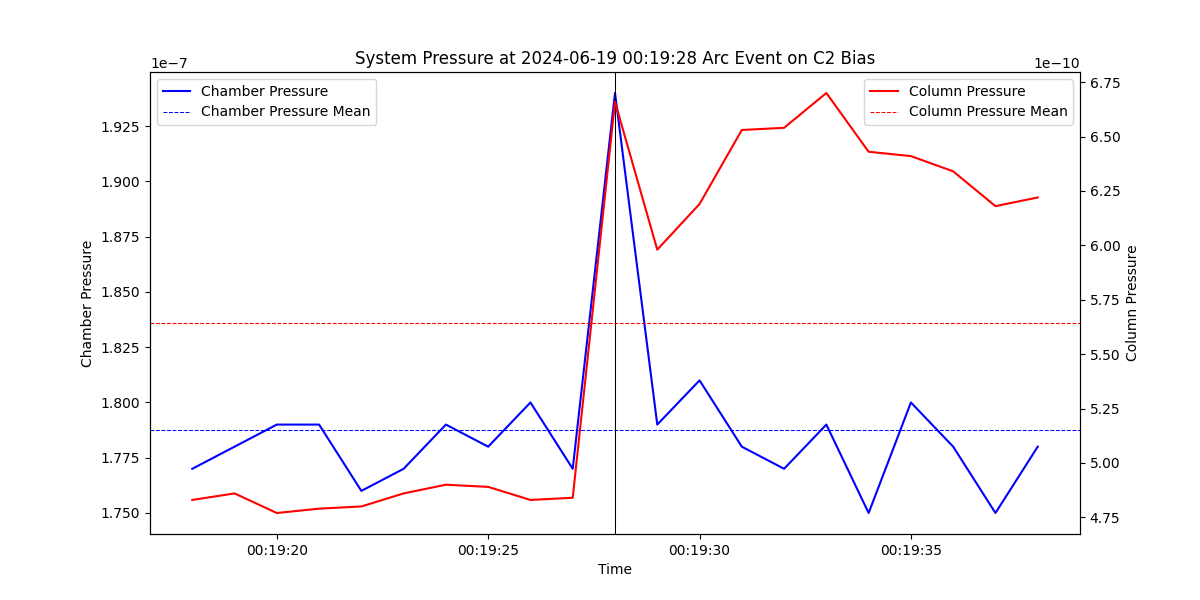 System Pressure at 2024-06-19 00:19:28 Arc Event on C2 Bias
1e−7
1e−10
Chamber Pressure
Chamber Pressure Mean
Column Pressure
Column Pressure Mean
1.925
1.900
1.875
1.850
1.825
1.800
1.775
1.750
Chamber Pressure
6.75
6.50
6.25
6.00
5.75
5.50
5.25
5.00
4.75
Column Pressure
00:19:20
00:19:25
00:19:30
00:19:35
Time